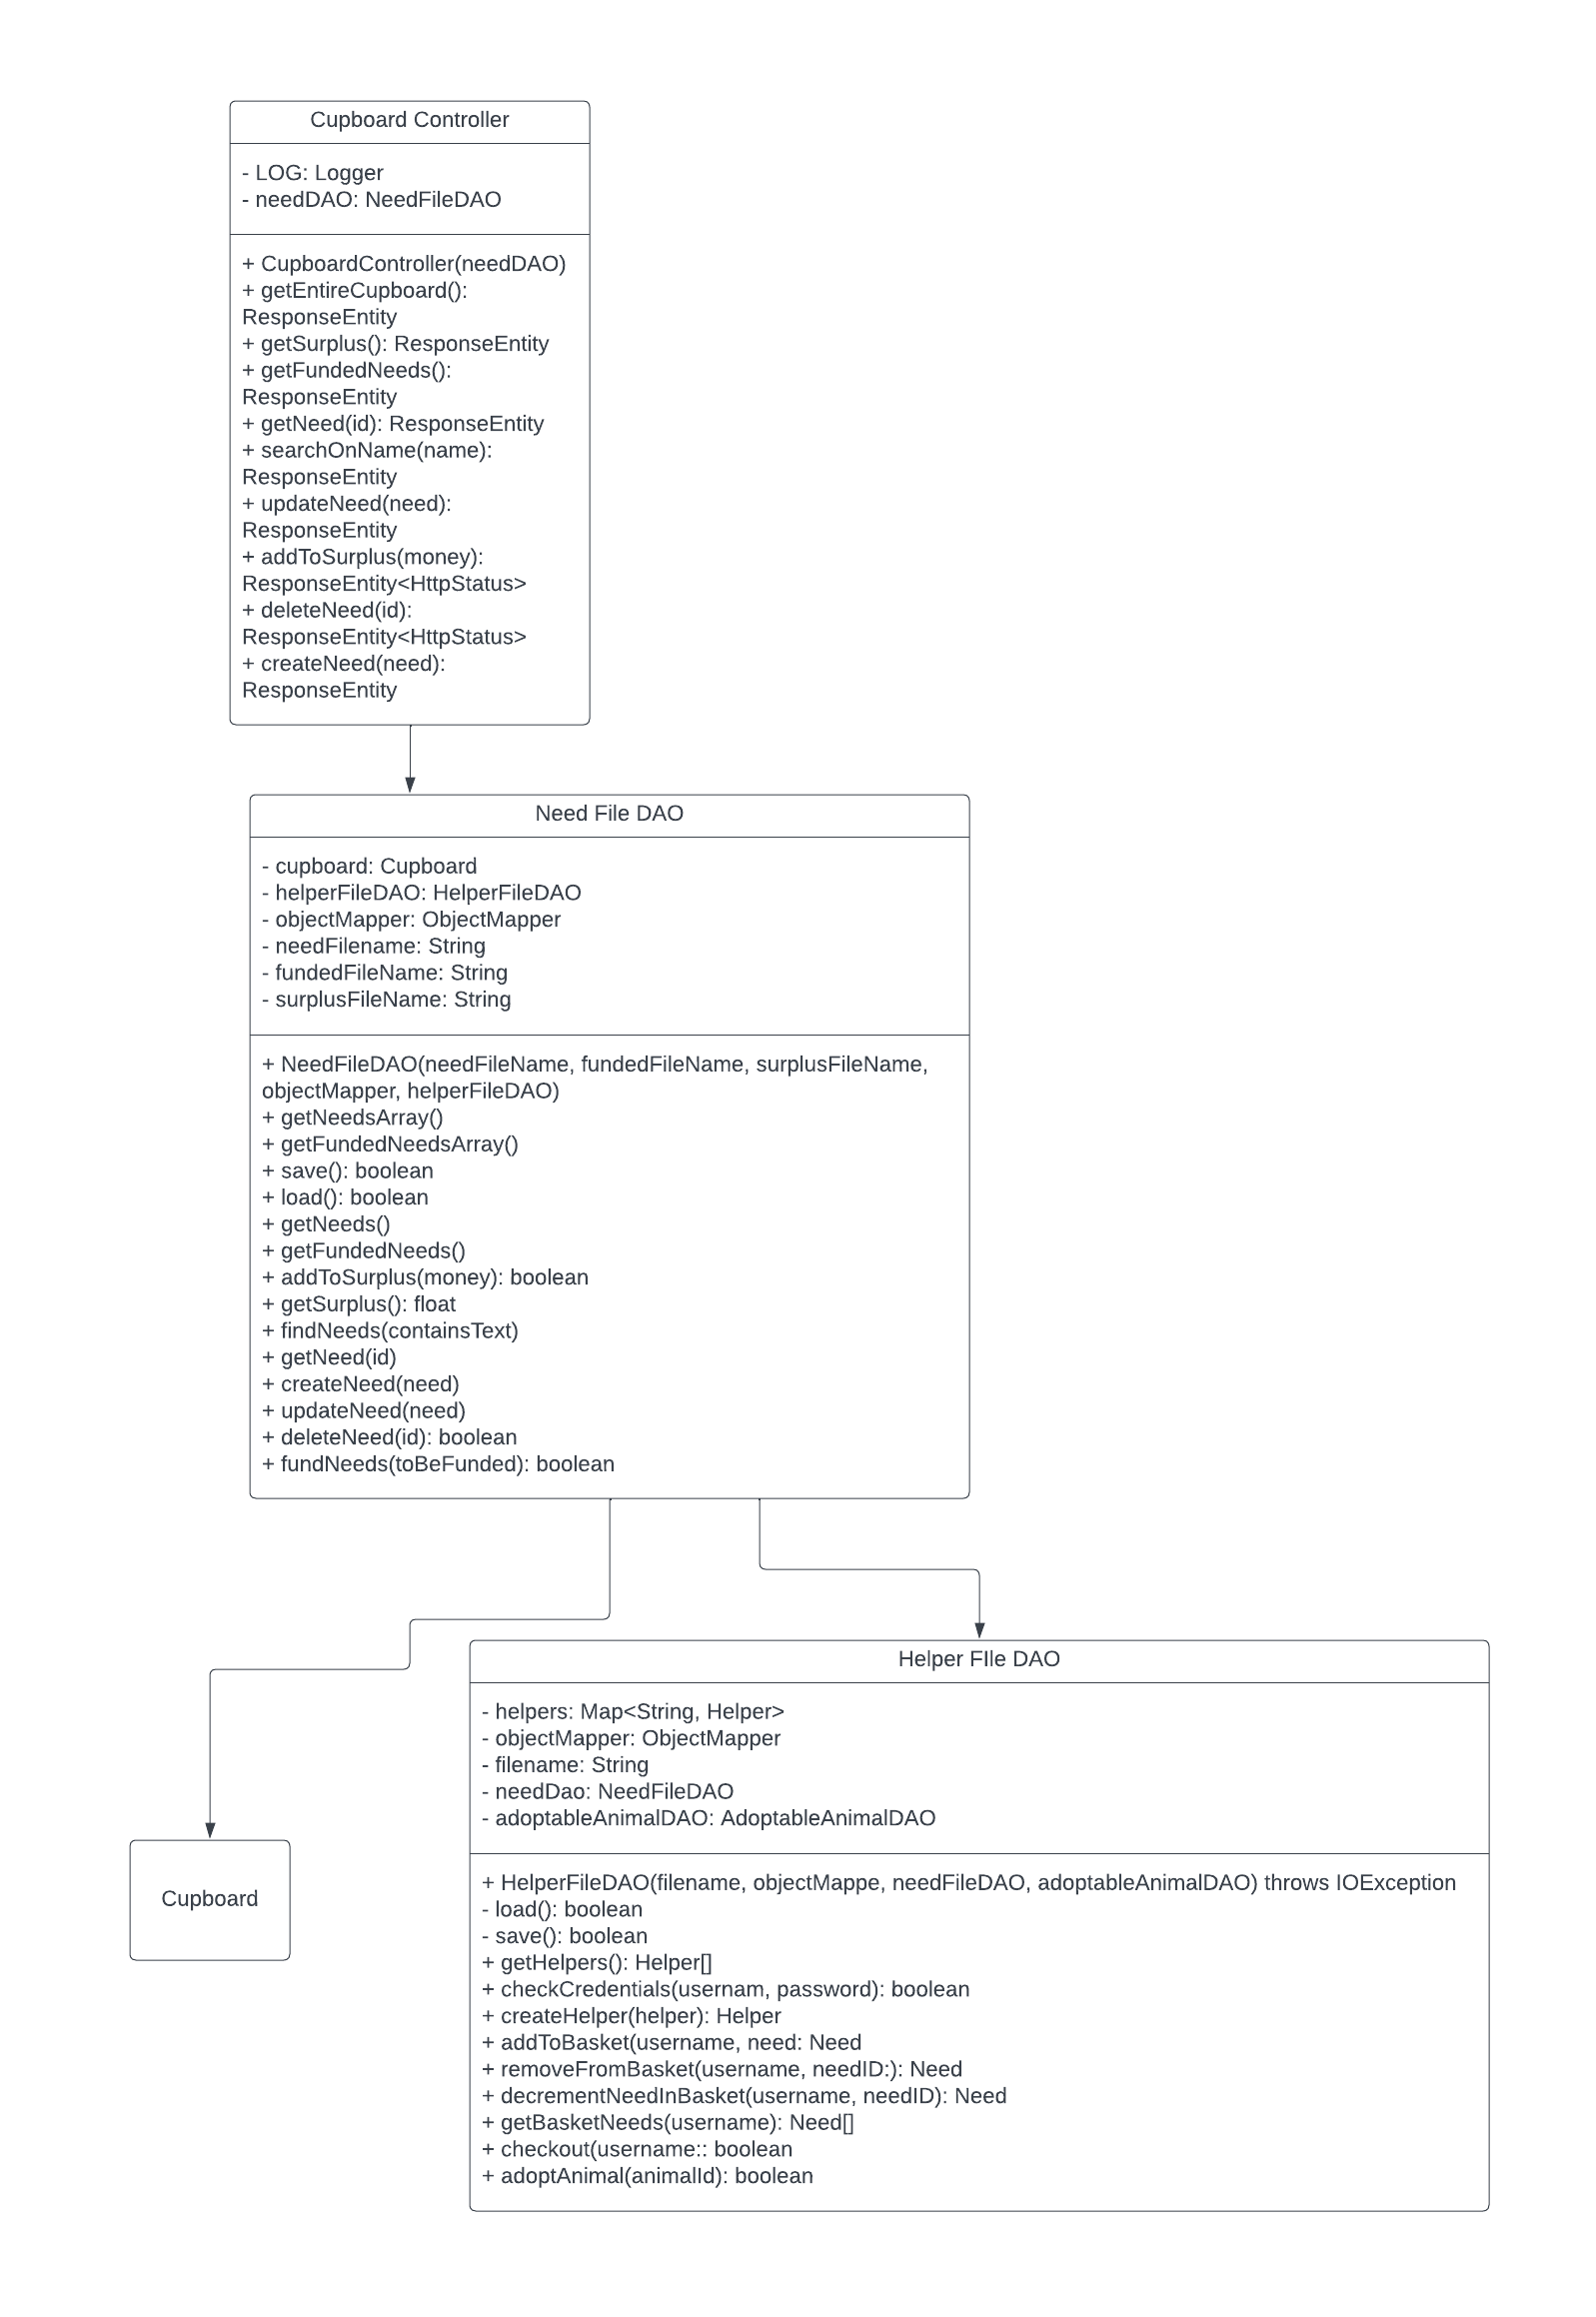 Cupboard Controller
- LOG: Logger
- needDAO: NeedFileDAO
+ CupboardController(needDAO)
+ getEntireCupboard():
ResponseEntity
+ getSurplus(): ResponseEntity
+ getFundedNeeds():
ResponseEntity
+ getNeed(id): ResponseEntity
+ searchOnName(name):
ResponseEntity
+ updateNeed(need):
ResponseEntity
+ addToSurplus(money):
ResponseEntity<HttpStatus>
+ deleteNeed(id):
ResponseEntity<HttpStatus>
+ createNeed(need):
ResponseEntity
Need File DAO
- cupboard: Cupboard
- helperFileDAO: HelperFileDAO
- objectMapper: ObjectMapper
- needFilename: String
- fundedFileName: String
- surplusFileName: String
+ NeedFileDAO(needFileName, fundedFileName, surplusFileName,
objectMapper, helperFileDAO)
+ getNeedsArray()
+ getFundedNeedsArray()
+ save(): boolean
+ load(): boolean
+ getNeeds()
+ getFundedNeeds()
+ addToSurplus(money): boolean
+ getSurplus(): float
+ findNeeds(containsText)
+ getNeed(id)
+ createNeed(need)
+ updateNeed(need)
+ deleteNeed(id): boolean
+ fundNeeds(toBeFunded): boolean
Helper FIle DAO
- helpers: Map<String, Helper>
- objectMapper: ObjectMapper
- filename: String
- needDao: NeedFileDAO
- adoptableAnimalDAO: AdoptableAnimalDAO
+ HelperFileDAO(filename, objectMappe, needFileDAO, adoptableAnimalDAO) throws IOException
- load(): boolean
- save(): boolean
+ getHelpers(): Helper[]
+ checkCredentials(usernam, password): boolean
+ createHelper(helper): Helper
+ addToBasket(username, need: Need
+ removeFromBasket(username, needID:): Need
+ decrementNeedInBasket(username, needID): Need
+ getBasketNeeds(username): Need[]
+ checkout(username:: boolean
+ adoptAnimal(animalId): boolean
Cupboard